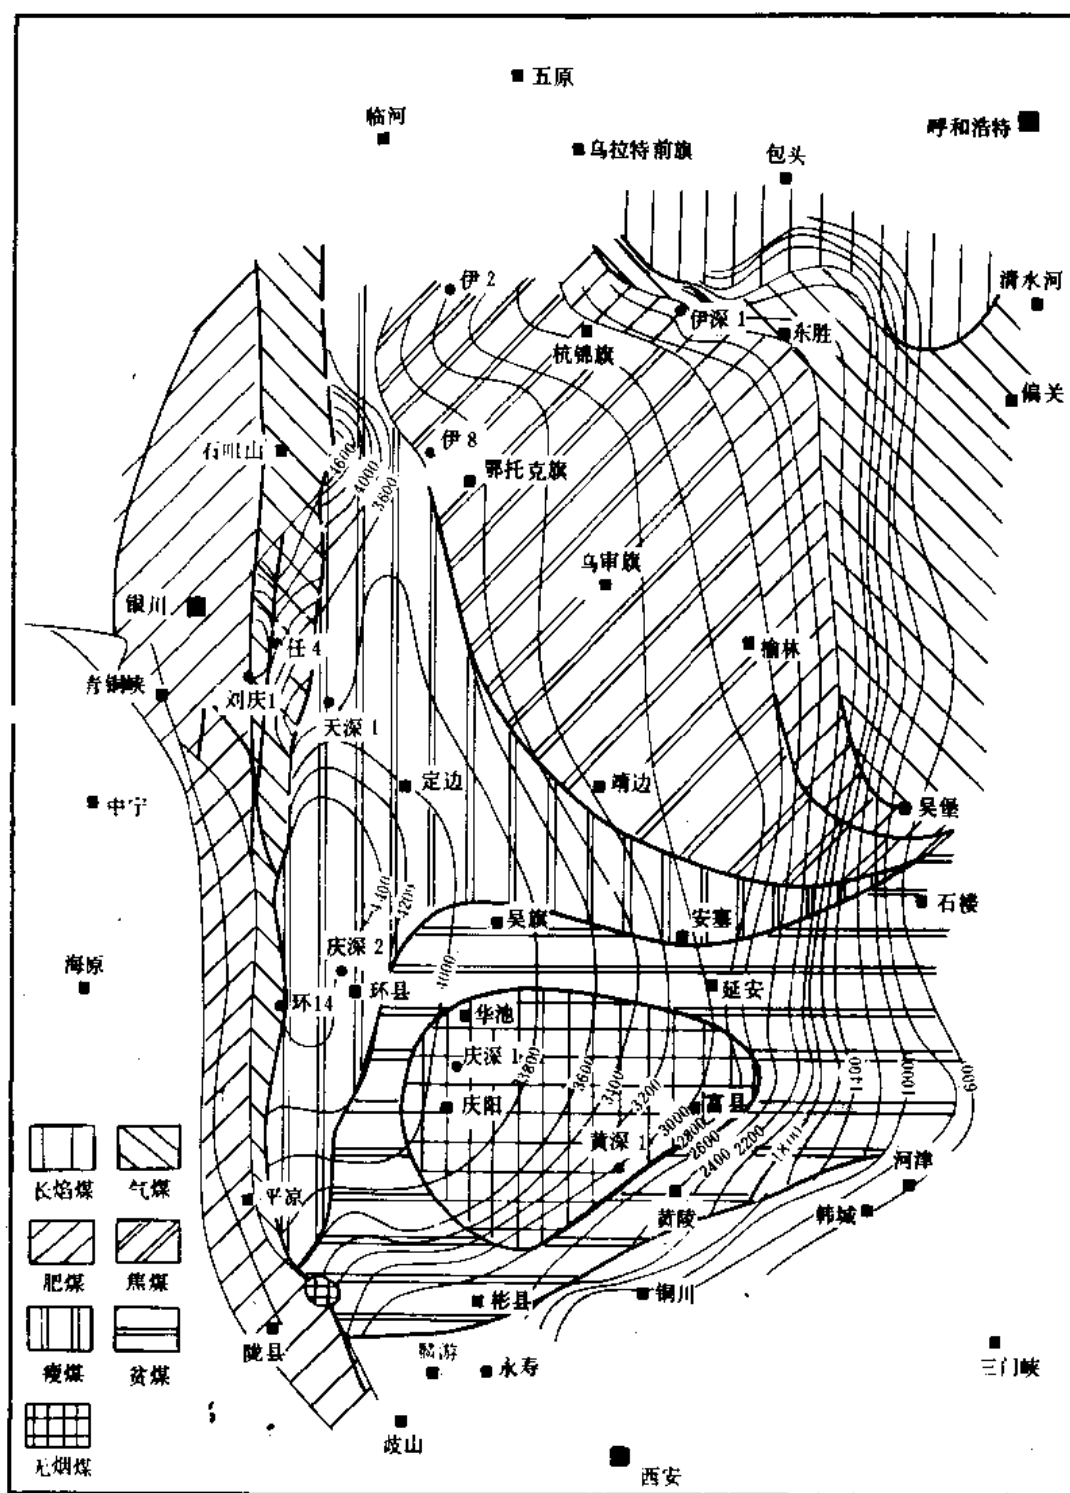 五原
临河
呼和浩特
乌拉特前旗
包头
伊2
清水河
伊深1
东胜
杭锦旗
偏关
伊8
石咀山
鄂托克旗
4600
4000
3600
乌审旗
银川
任4
榆林
青铜峡
刘庆1
天深1
定边
靖边
中宁
吴堡
4400
4200
石楼
吴旗
安塞
庆深2
海原
4000
环县
延安
环14
华池
庆深1
3800
3600
3400
3200
3000
2800
2600
2400
2200
1800
1400
1000
600
庆阳
富县
黄深1
河津
长焰煤
气煤
平凉
黄陵
韩城
肥煤
焦煤
彬县
铜川
陇县
瘦煤
贫煤
麟游
永寿
三门峡
岐山
无烟煤
西安